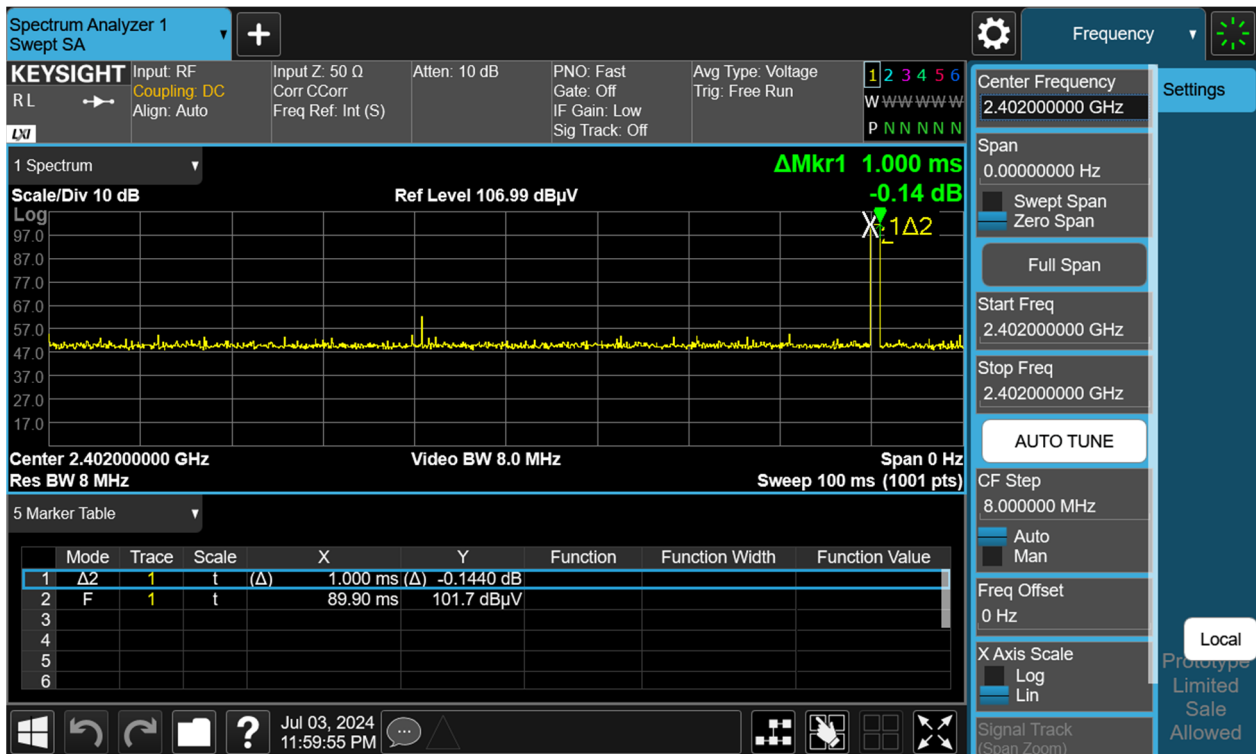 Spectrum Analyzer 1
Swept SA
+
Frequency
KEYSIGHT
R L
LXI
Input: RF
Coupling: DC
Align: Auto
Input Z: 50 Ω
Corr CCorr
Freq Ref: Int (S)
Atten: 10 dB
PNO: Fast
Gate: Off
IF Gain: Low
Sig Track: Off
Avg Type: Voltage
Trig: Free Run
1 2 3 4 5 6
W W W W W W
P N N N N N
1 Spectrum
ΔMkr1 1.000 ms
-0.14 dB
Scale/Div 10 dB
Ref Level 106.99 dBµV
Log
97.0
87.0
77.0
67.0
57.0
47.0
37.0
27.0
17.0
X
1Δ2
Center 2.402000000 GHz
Video BW 8.0 MHz
Span 0 Hz
Res BW 8 MHz
Sweep 100 ms (1001 pts)
5 Marker Table
Mode Trace Scale X Y Function Function Width Function Value
1 Δ2 1 t (Δ) 1.000 ms (Δ) -0.1440 dB
2 F 1 t 89.90 ms 101.7 dBµV
3
4
5
6
?
Jul 03, 2024
11:59:55 PM
Center Frequency
2.402000000 GHz
Span
0.00000000 Hz
Swept Span
Zero Span
Full Span
Start Freq
2.402000000 GHz
Stop Freq
2.402000000 GHz
AUTO TUNE
CF Step
8.000000 MHz
Auto
Man
Freq Offset
0 Hz
X Axis Scale
Log
Lin
Signal Track
(Span Zoom)
Settings
Local
Prototype
Limited
Sale
Allowed